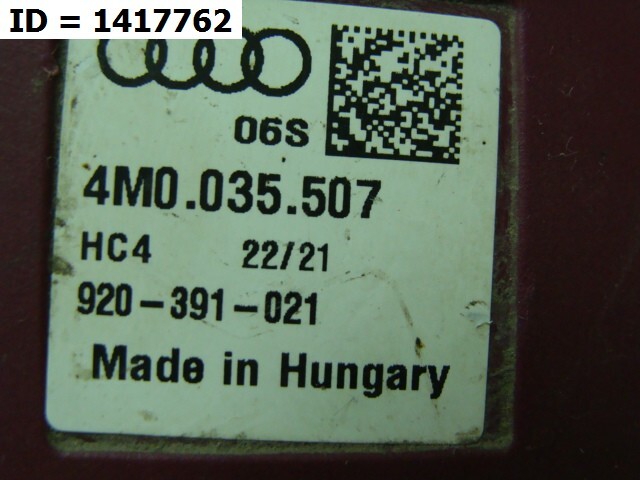 ID = 1417762
06S
4M0.035.507
HC4 22/21
920-391-021
Made in Hungary